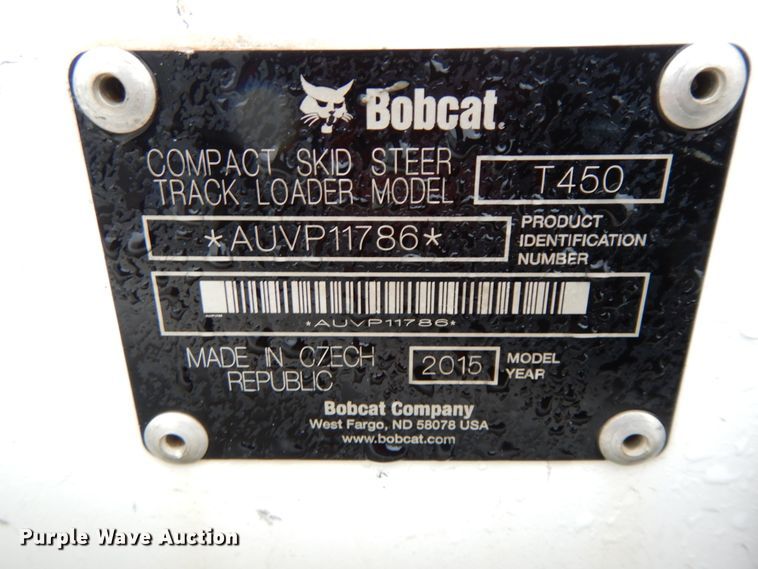 Bobcat®
COMPACT SKID STEER
TRACK LOADER MODEL
T450
*AUVP11786*
PRODUCT
IDENTIFICATION
NUMBER
*AUVP11786*
MADE IN CZECH
REPUBLIC
2015
MODEL
YEAR
Bobcat Company
West Fargo, ND 58078 USA
www.bobcat.com
Purple Wave Auction